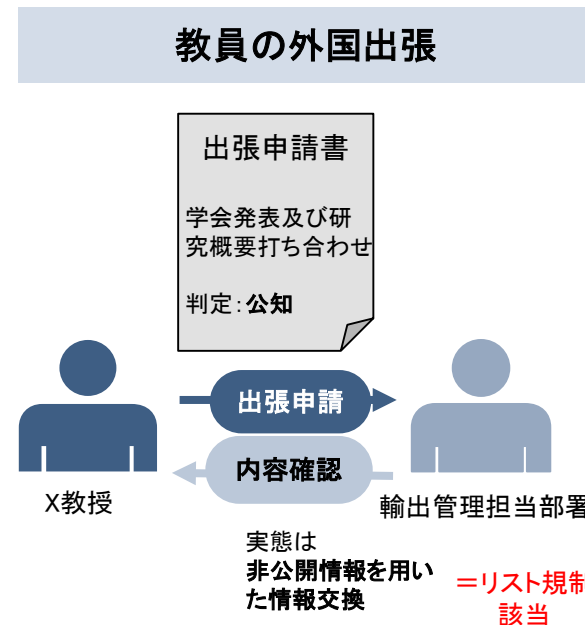 教員の外国出張
出張申請書
学会発表及び研
究概要打ち合わせ
判定：公知
出張申請
内容確認
X教授
輸出管理担当部署
実態は
非公開情報を用い
た情報交換
＝リスト規制
該当